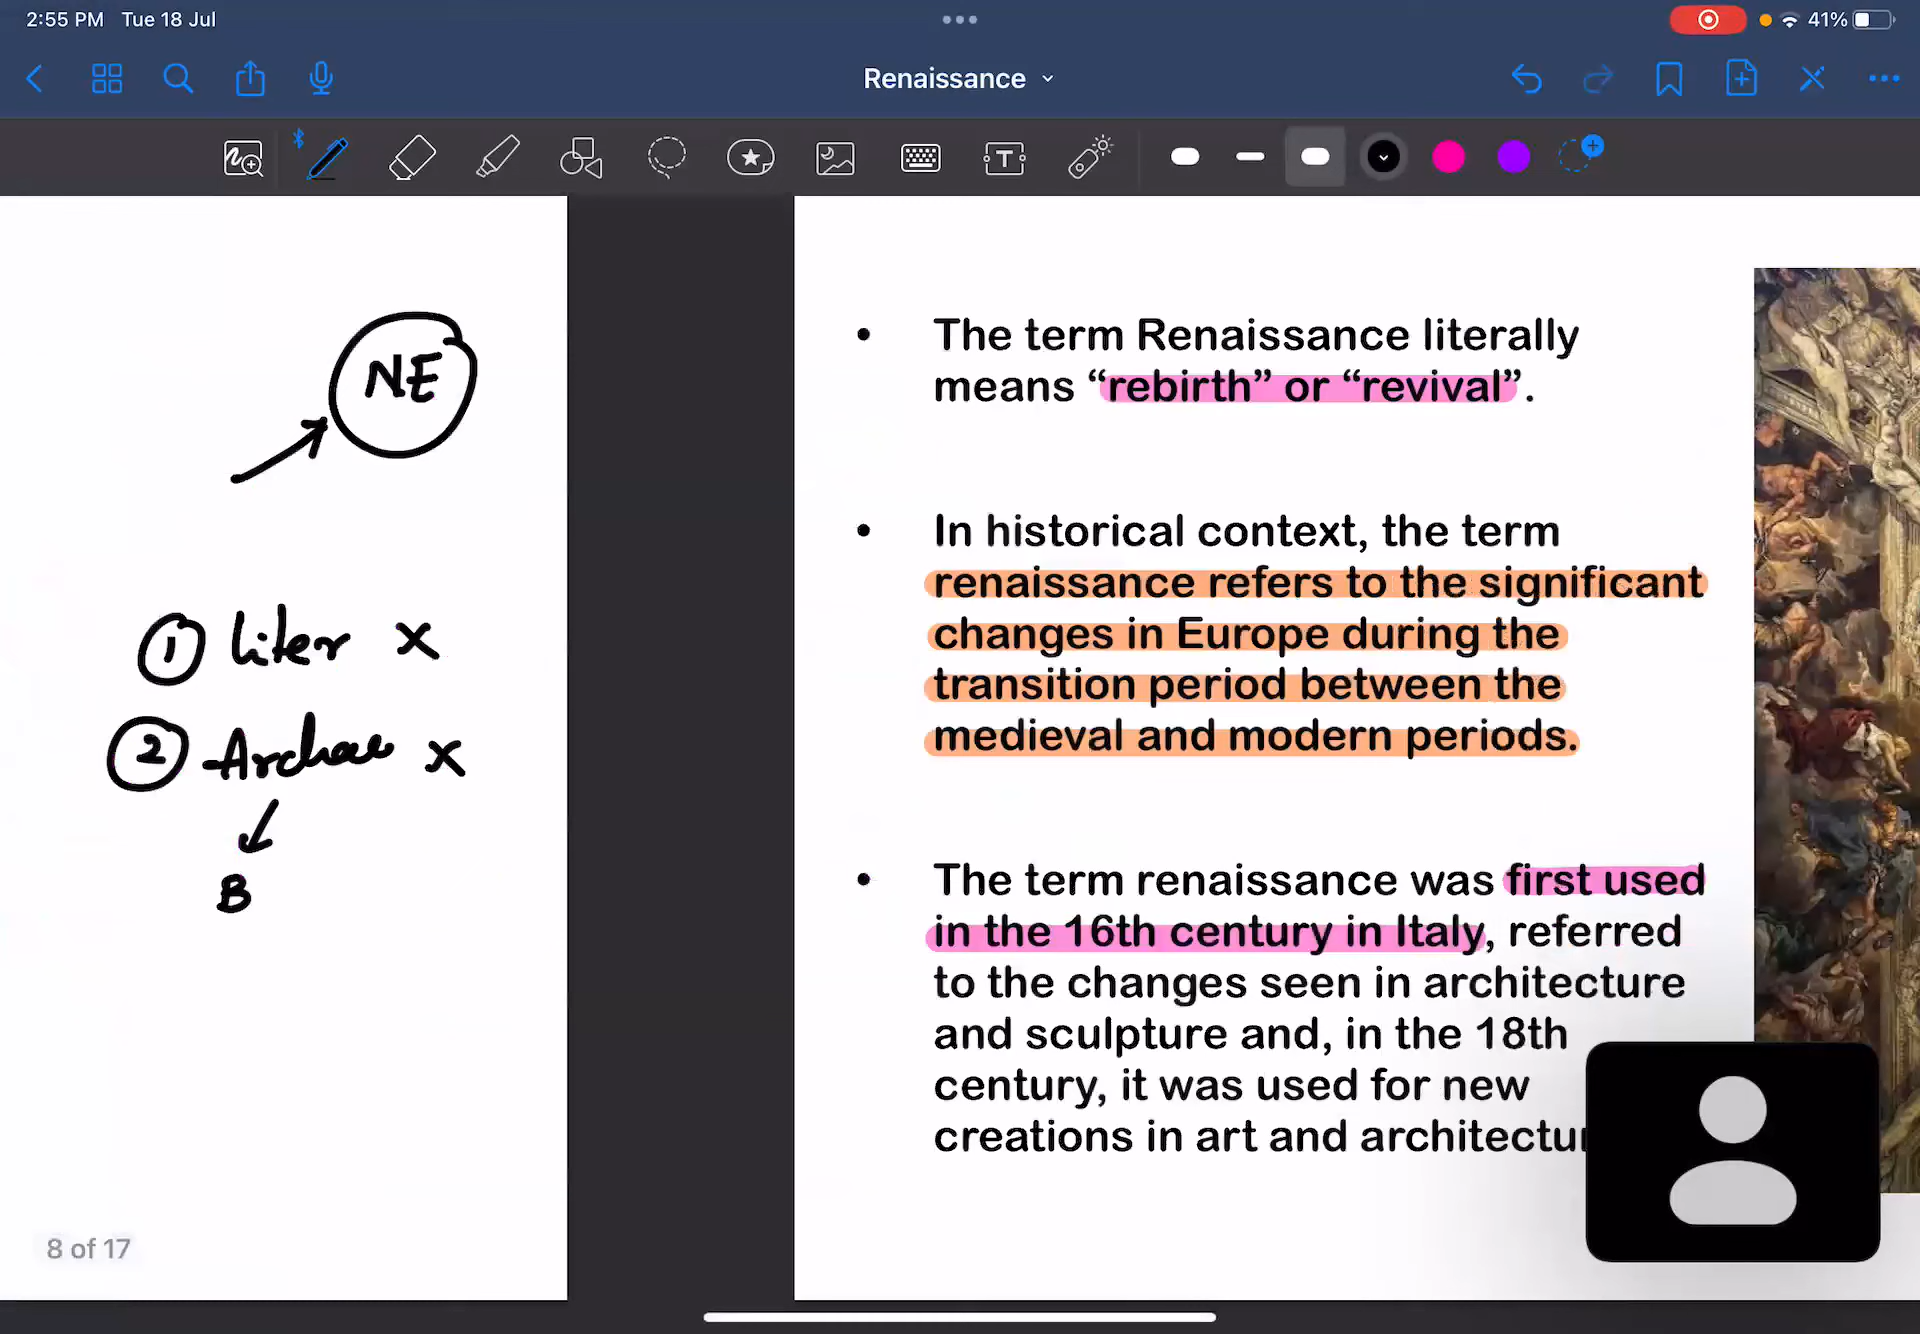 2:55 PM Tue 18 Jul
41%
Renaissance
T
NE
1 liter x
2 Archae x
B
8 of 17
• The term Renaissance literally
means “rebirth” or “revival”.
• In historical context, the term
renaissance refers to the significant
changes in Europe during the
transition period between the
medieval and modern periods.
• The term renaissance was first used
in the 16th century in Italy, referred
to the changes seen in architecture
and sculpture and, in the 18th
century, it was used for new
creations in art and architectu